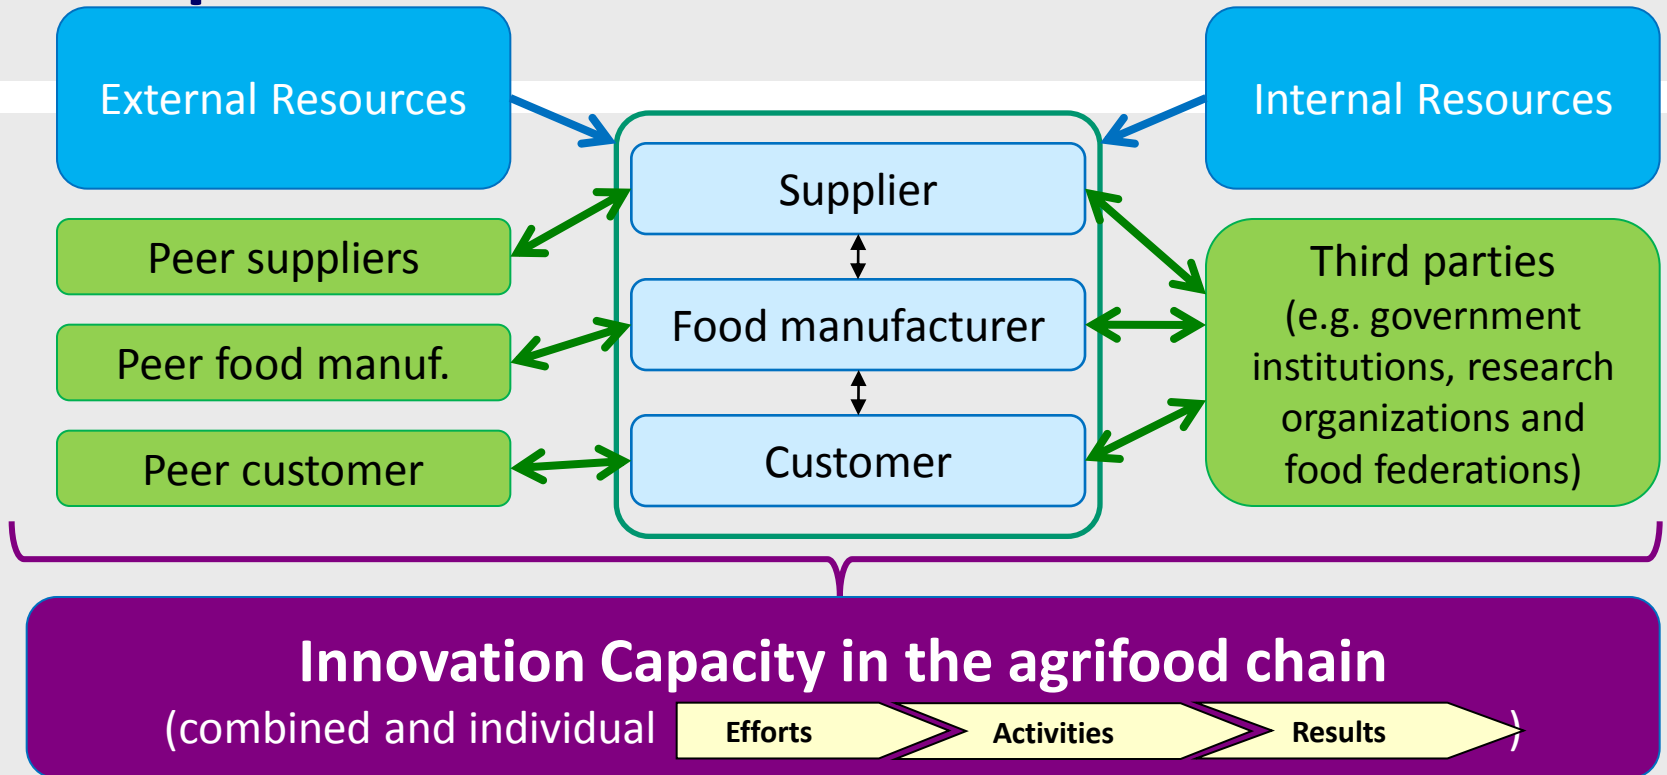 External Resources
Internal Resources
Supplier
Peer suppliers
Food manufacturer
Peer food manuf.
Customer
Peer customer
Third parties
(e.g. government
institutions, research
organizations and
food federations)
Innovation Capacity in the agrifood chain
(combined and individual Efforts Activities Results )